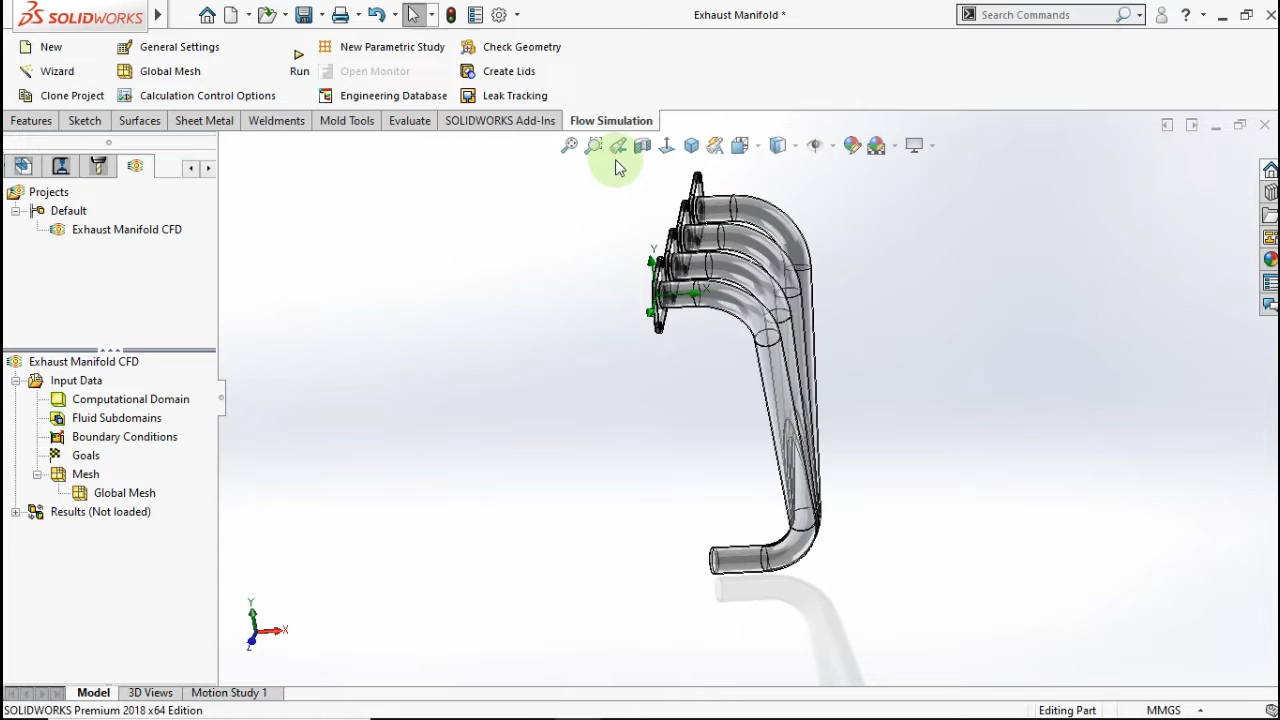 SOLIDWORKS
Exhaust Manifold *
Search Commands
New
General Settings
New Parametric Study
Check Geometry
Wizard
Global Mesh
Run
Open Monitor
Create Lids
Clone Project
Calculation Control Options
Engineering Database
Leak Tracking
Features
Sketch
Surfaces
Sheet Metal
Weldments
Mold Tools
Evaluate
SOLIDWORKS Add-Ins
Flow Simulation
Projects
Default
Exhaust Manifold CFD
Y
X
Exhaust Manifold CFD
Input Data
Computational Domain
Fluid Subdomains
Boundary Conditions
Goals
Mesh
Global Mesh
Results (Not loaded)
Y
X
Z
Model
3D Views
Motion Study 1
SOLIDWORKS Premium 2018 x64 Edition
Editing Part
MMGS